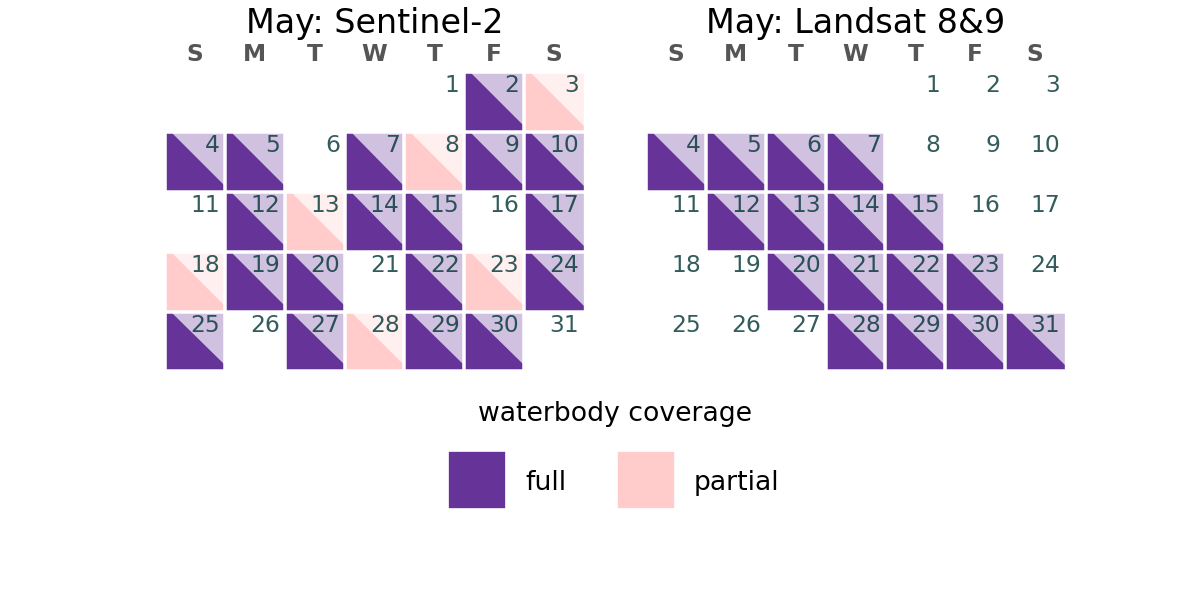 May: Sentinel-2
S M T W T F S
1 2 3
4 5 6 7 8 9 10
11 12 13 14 15 16 17
18 19 20 21 22 23 24
25 26 27 28 29 30 31
May: Landsat 8&9
S M T W T F S
1 2 3
4 5 6 7 8 9 10
11 12 13 14 15 16 17
18 19 20 21 22 23 24
25 26 27 28 29 30 31
waterbody coverage
full partial